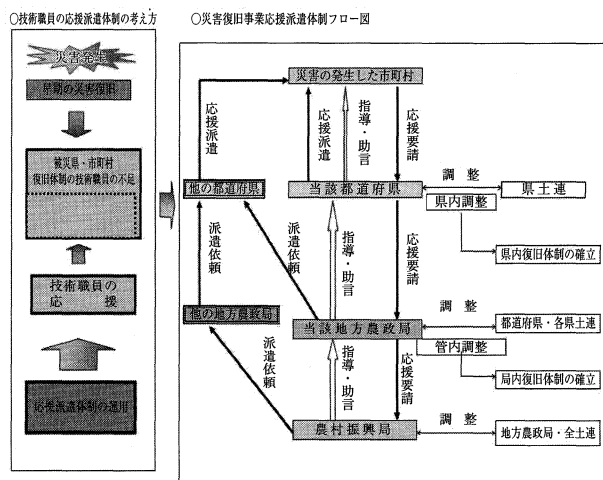 ○技術職員の応援派遣体制の考え方
災害発生
早期の災害復旧
被災県・市町村
復旧体制の技術職員の不足
技術職員の
応 援
応援派遣体制の運用
○災害復旧事業応援派遣体制フロー図
災害の発生した市町村
応援派遣
応援派遣
指導・助言
応援要請
他の都道府県
当該都道府県
調 整
県内調整
県土連
県内復旧体制の確立
派遣依頼
派遣依頼
指導・助言
応援要請
他の地方農政局
当該地方農政局
調 整
管内調整
都道府県・各県土連
局内復旧体制の確立
派遣依頼
指導・助言
応援要請
農村振興局
調 整
地方農政局・全土連